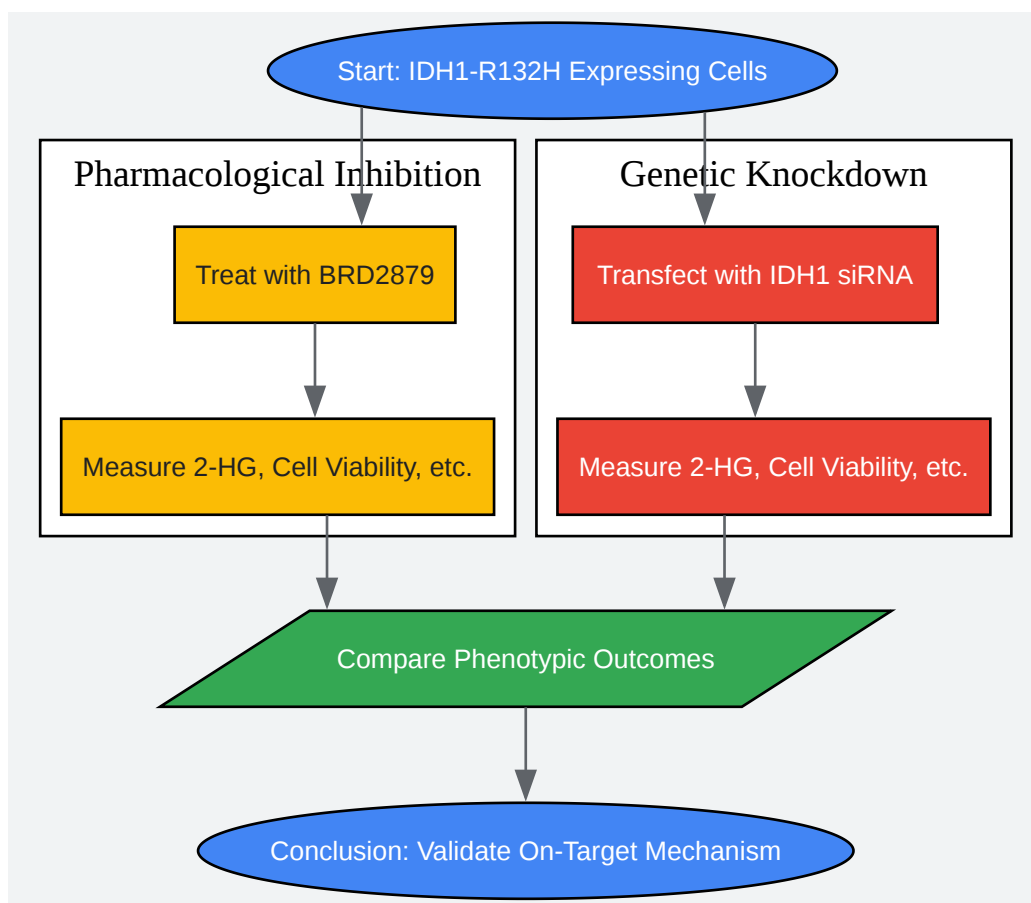 Start: IDH1-R132H Expressing Cells
Pharmacological Inhibition
Treat with BRD2879
Measure 2-HG, Cell Viability, etc.
Genetic Knockdown
Transfect with IDH1 siRNA
Measure 2-HG, Cell Viability, etc.
Compare Phenotypic Outcomes
Conclusion: Validate On-Target Mechanism